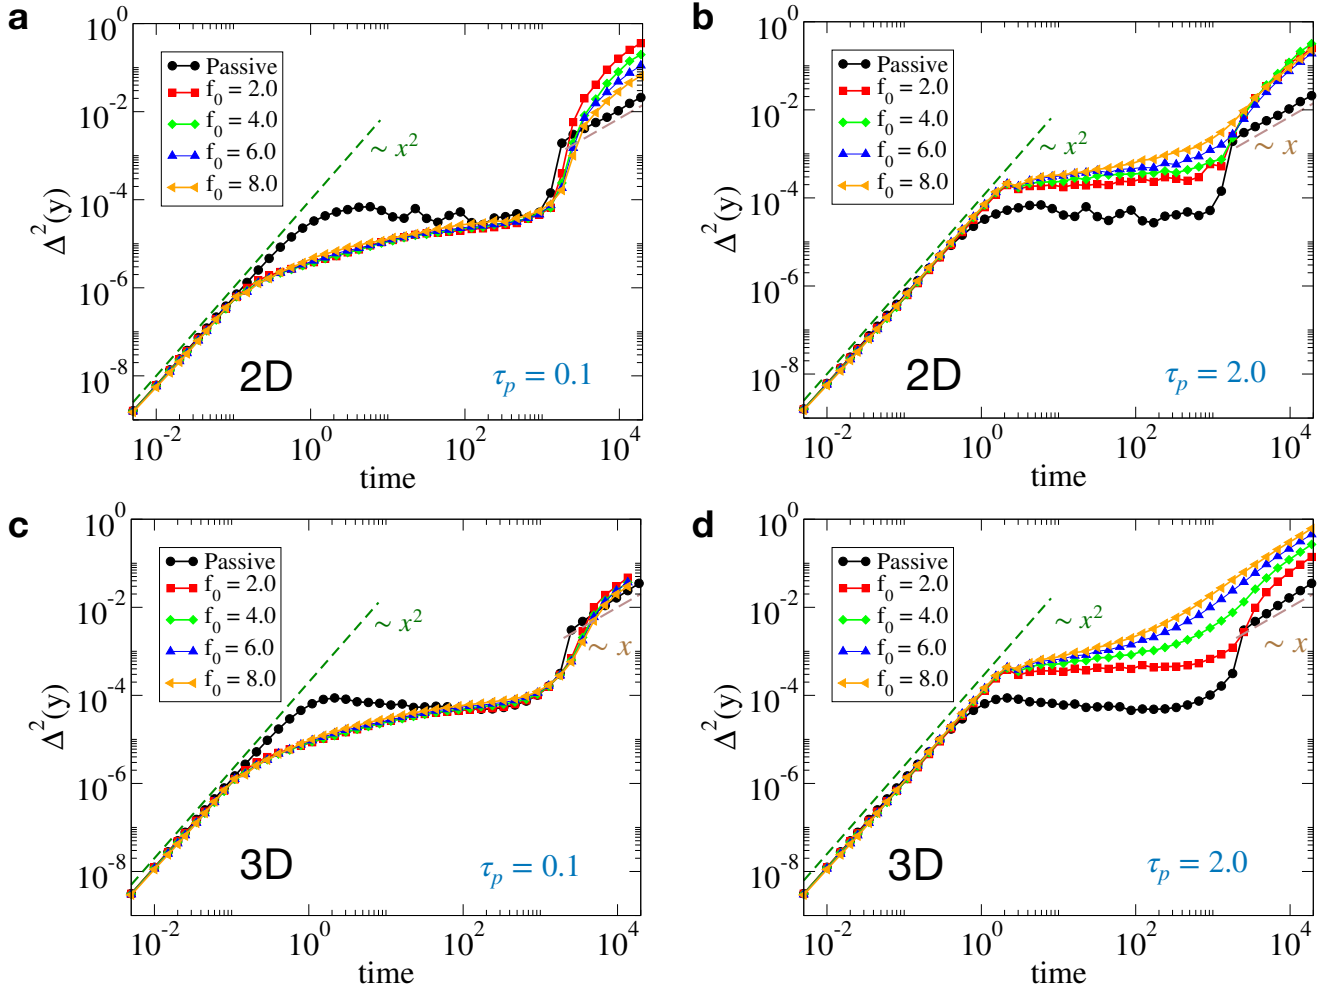 a
10^0
10^-2
10^-4
10^-6
10^-8
Δ^2(y)
Passive
f_0 = 2.0
f_0 = 4.0
f_0 = 6.0
f_0 = 8.0
~ x^2
2D
τ_p = 0.1
10^-2
10^0
10^2
10^4
time
b
10^0
10^-2
10^-4
10^-6
10^-8
Δ^2(y)
Passive
f_0 = 2.0
f_0 = 4.0
f_0 = 6.0
f_0 = 8.0
~ x^2
~ x
2D
τ_p = 2.0
10^-2
10^0
10^2
10^4
time
c
10^0
10^-2
10^-4
10^-6
10^-8
Δ^2(y)
Passive
f_0 = 2.0
f_0 = 4.0
f_0 = 6.0
f_0 = 8.0
~ x^2
~ x
3D
τ_p = 0.1
10^-2
10^0
10^2
10^4
time
d
10^0
10^-2
10^-4
10^-6
10^-8
Δ^2(y)
Passive
f_0 = 2.0
f_0 = 4.0
f_0 = 6.0
f_0 = 8.0
~ x^2
~ x
3D
τ_p = 2.0
10^-2
10^0
10^2
10^4
time